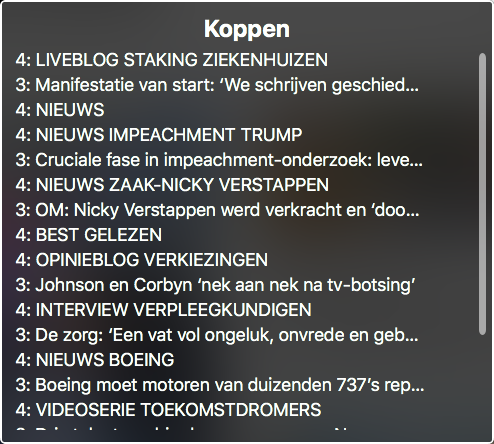 Koppen
4: LIVEBLOG STAKING ZIEKENHUIZEN
3: Manifestatie van start: ‘We schrijven geschied...
4: NIEUWS
4: NIEUWS IMPEACHMENT TRUMP
3: Cruciale fase in impeachment-onderzoek: leve...
4: NIEUWS ZAAK-NICKY VERSTAPPEN
3: OM: Nicky Verstappen werd verkracht en ‘doo...
4: BEST GELEZEN
4: OPINIEBLOG VERKIEZINGEN
3: Johnson en Corbyn ‘nek aan nek na tv-botsing’
4: INTERVIEW VERPLEEGKUNDIGEN
3: De zorg: ‘Een vat vol ongeluk, onvrede en geb...
4: NIEUWS BOEING
3: Boeing moet motoren van duizenden 737’s rep...
4: VIDEOSERIE TOEKOMSTDROMERS